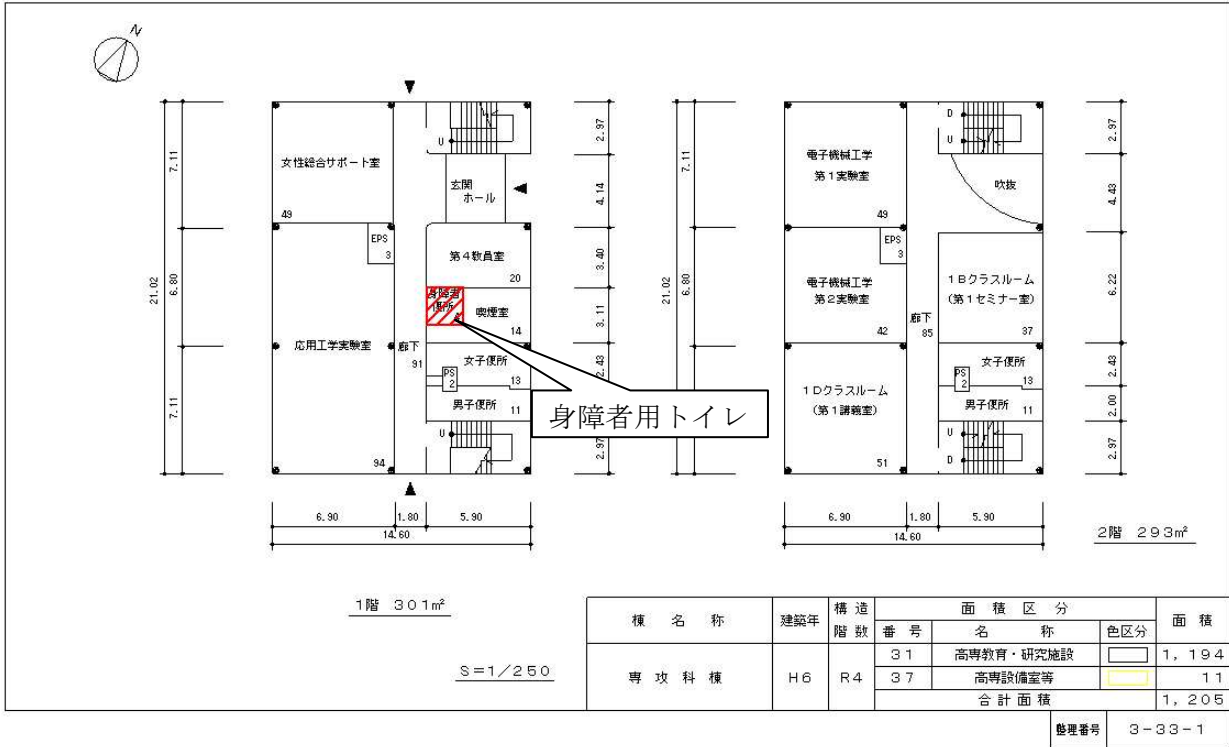 N
U
女性総合サポート室
49
玄関
ホール
EPS
3
第4教員室
20
身障者
便所
喫煙室
14
応用工学実験室
94
廊下
91
女子便所
13
PS
2
男子便所
11
U
身障者用トイレ
7.11
6.80
7.11
21.02
2.97
4.14
3.40
3.11
2.43
2.97
6.90
1.80
5.90
14.60
1階 301m²
S=1/250
D
U
電子機械工学
第1実験室
49
吹抜
EPS
3
電子機械工学
第2実験室
42
1Bクラスルーム
(第1セミナー室)
37
廊下
85
女子便所
13
PS
2
男子便所
11
1Dクラスルーム
(第1講義室)
51
U
D
7.11
6.80
21.02
2.97
4.43
6.22
2.43
2.00
2.97
6.90
1.80
5.90
14.60
2階 293m²
棟名称 建築年 構造階数 面積区分 面積
番号 名称 色区分
専攻科棟 H6 R4
31 高専教育・研究施設 1,194
37 高専設備室等 11
合計面積 1,205
整理番号 3-33-1